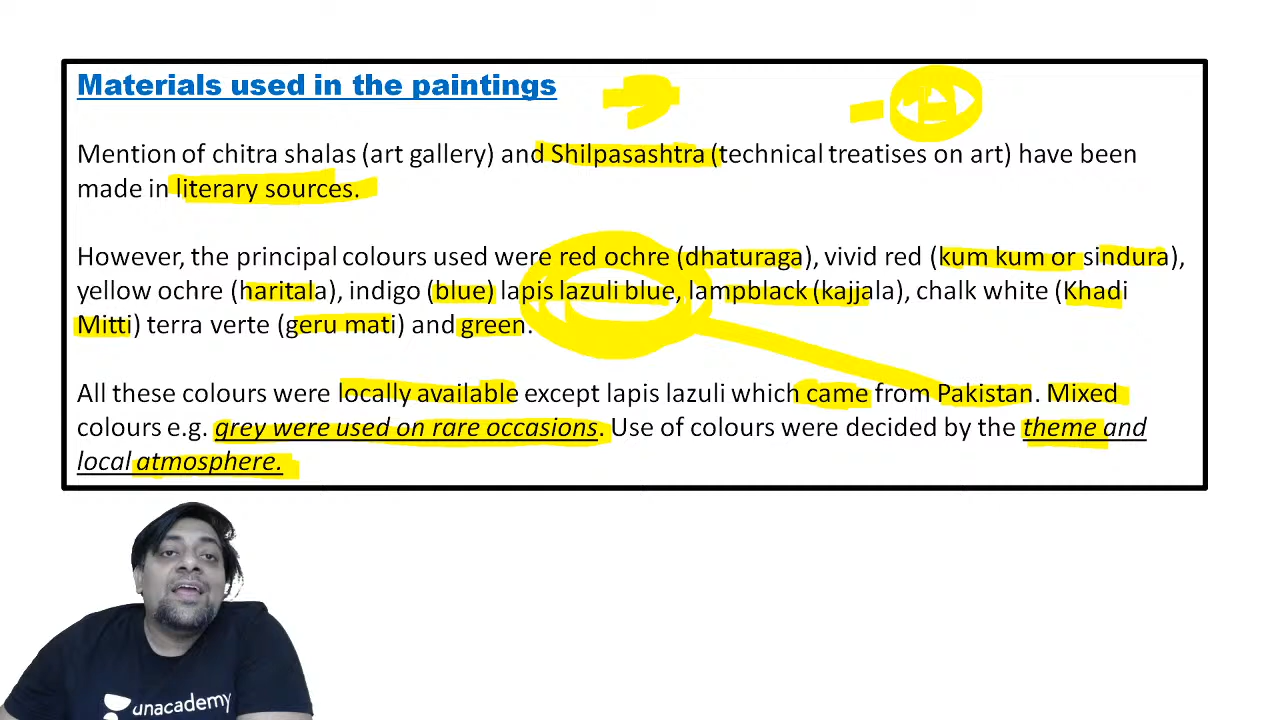 Materials used in the paintings
Mention of chitra shalas (art gallery) and Shilpasashtra (technical treatises on art) have been
made in literary sources.
However, the principal colours used were red ochre (dhaturaga), vivid red (kum kum or sindura),
yellow ochre (haritala), indigo (blue) lapis lazuli blue, lampblack (kajjala), chalk white (Khadi
Mitti) terra verte (geru mati) and green.
All these colours were locally available except lapis lazuli which came from Pakistan. Mixed
colours e.g. grey were used on rare occasions. Use of colours were decided by the theme and
local atmosphere.
unacademy